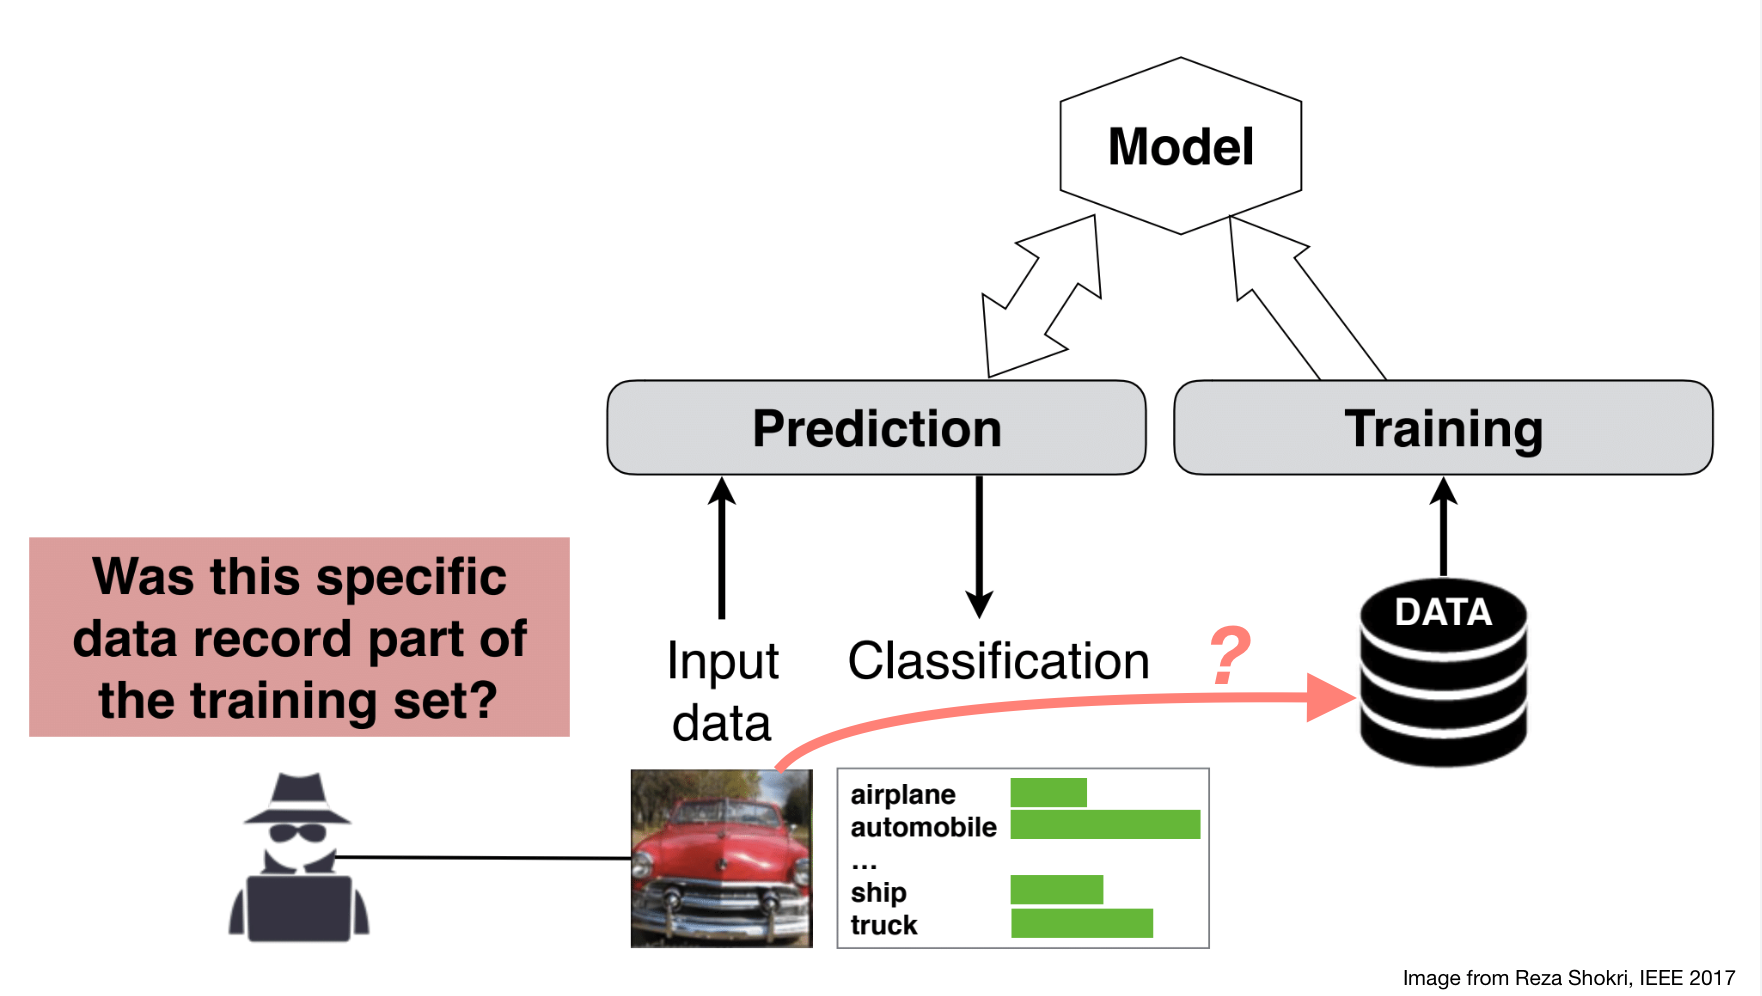 Model
Prediction
Training
Was this specific
data record part of
the training set?
Input
data
Classification
?
DATA
airplane
automobile
...
ship
truck
Image from Reza Shokri, IEEE 2017